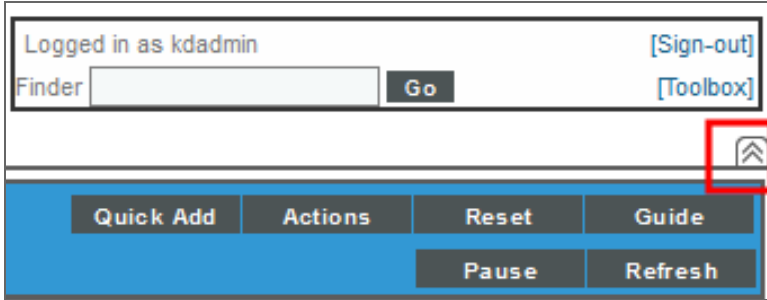 Logged in as kdadmin [Sign-out]
Finder Go [Toolbox]
Quick Add Actions Reset Guide
Pause Refresh